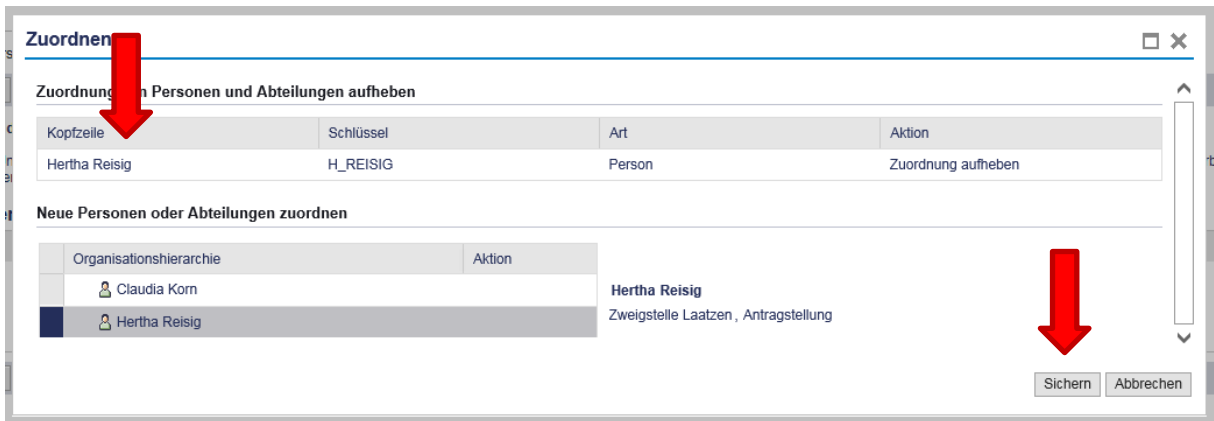 Zuordnen
Zuordnung Personen und Abteilungen aufheben
Kopfzeile Schlüssel Art Aktion
Hertha Reisig H_REISIG Person Zuordnung aufheben
Neue Personen oder Abteilungen zuordnen
Organisationshierarchie Aktion
Claudia Korn
Hertha Reisig
Hertha Reisig
Zweigstelle Laatzen , Antragstellung
Sichern Abbrechen